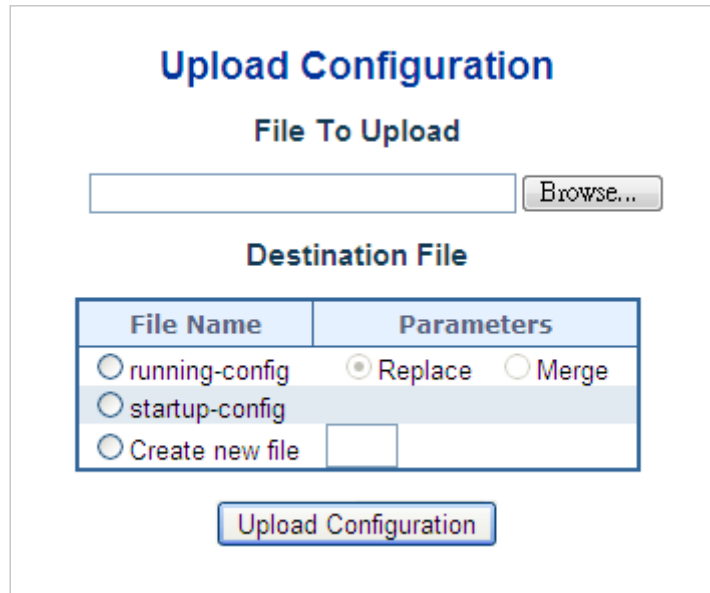 Upload Configuration
File To Upload
Browse...
Destination File
File Name Parameters
running-config Replace Merge
startup-config
Create new file
Upload Configuration